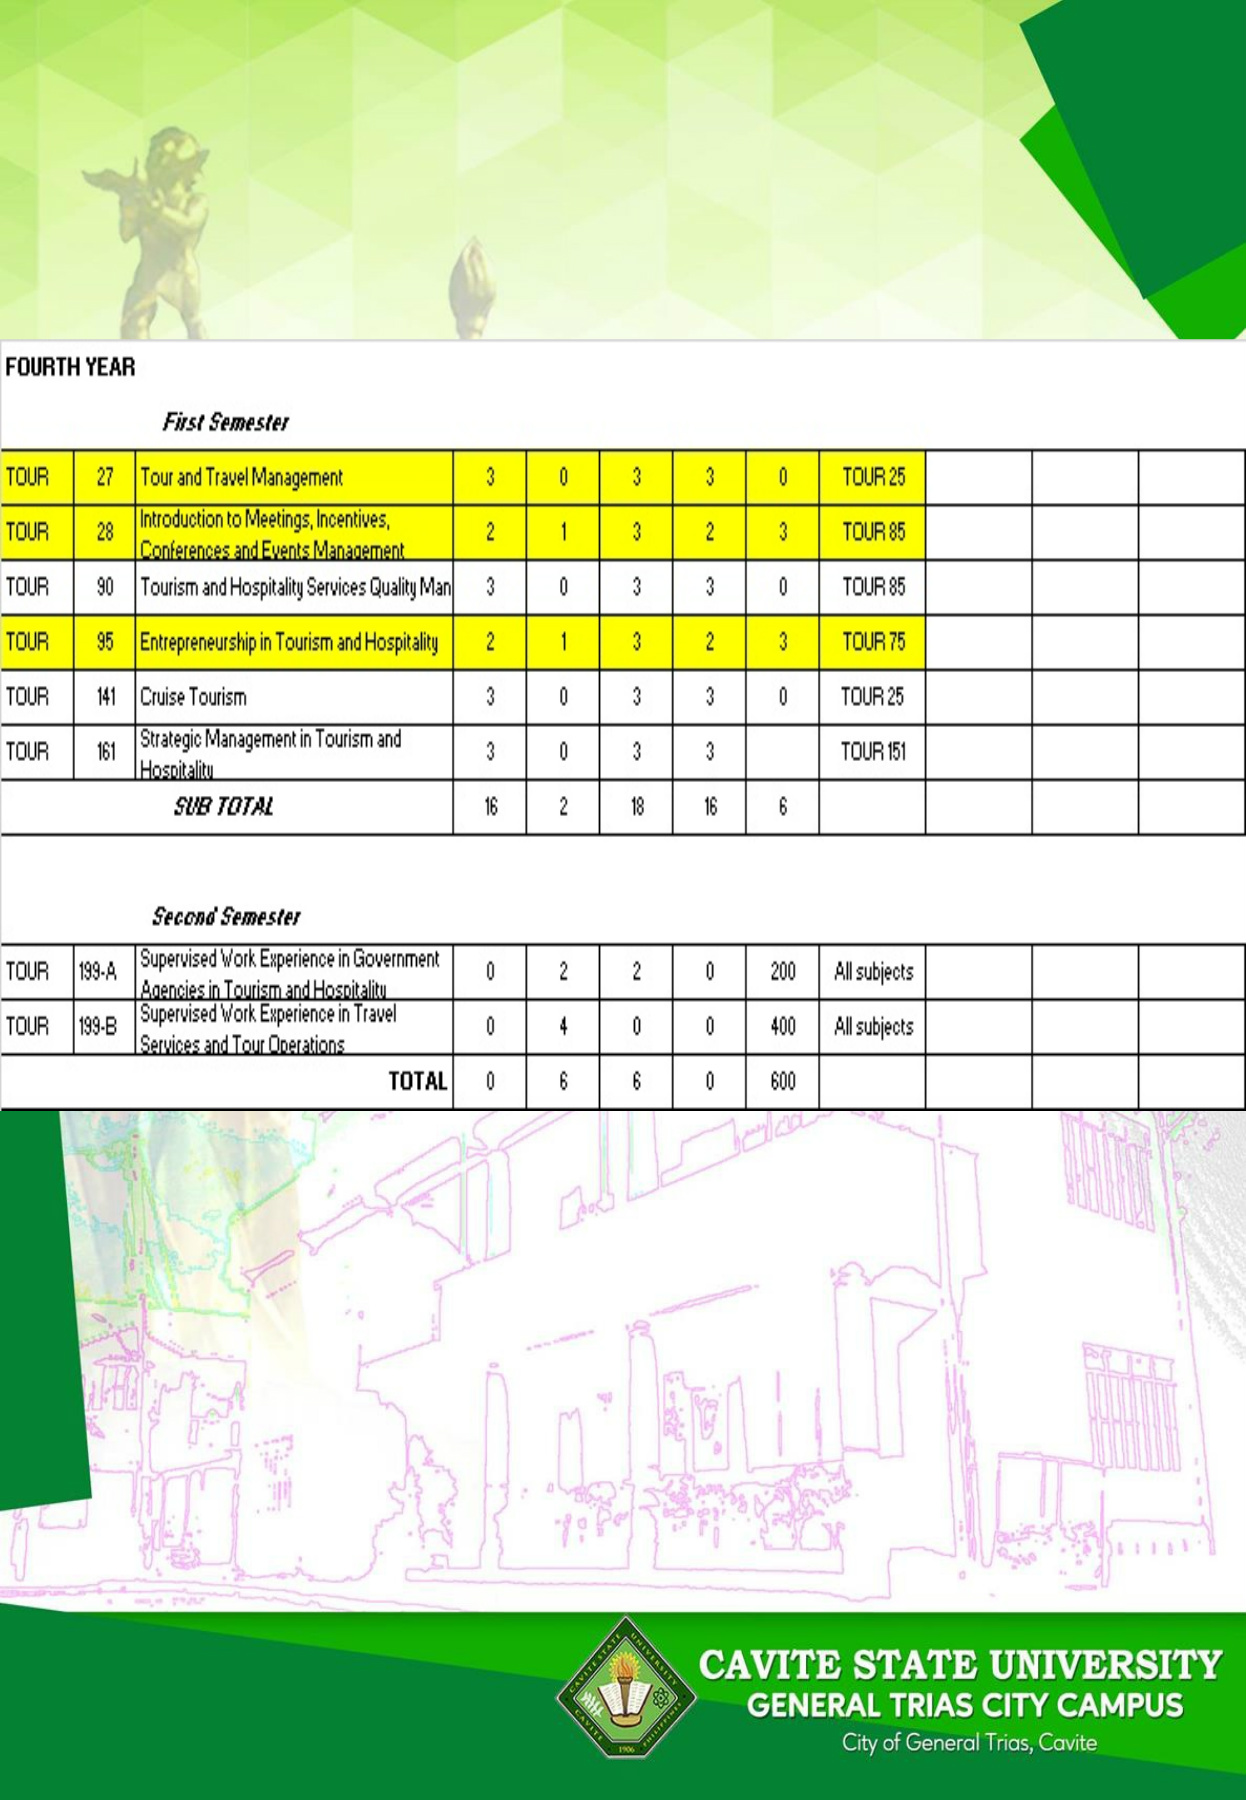 FOURTH YEAR
First Semester
TOUR 27 Tour and Travel Management 3 0 3 3 0 TOUR 25
TOUR 28 Introduction to Meetings, Incentives, Conferences and Events Management 2 1 3 2 3 TOUR 85
TOUR 90 Tourism and Hospitality Services Quality Man 3 0 3 3 0 TOUR 85
TOUR 95 Entrepreneurship in Tourism and Hospitality 2 1 3 2 3 TOUR 75
TOUR 141 Cruise Tourism 3 0 3 3 0 TOUR 25
TOUR 161 Strategic Management in Tourism and Hospitality 3 0 3 3 TOUR 151
SUB TOTAL 16 2 18 16 6
Second Semester
TOUR 199-A Supervised Work Experience in Government Agencies in Tourism and Hospitality 0 2 2 0 200 All subjects
TOUR 199-B Supervised Work Experience in Travel Services and Tour Operations 0 4 0 0 400 All subjects
TOTAL 0 6 6 0 600
CAVITE STATE UNIVERSITY
CAVITE PHILIPPINES
1906
CAVITE STATE UNIVERSITY
GENERAL TRIAS CITY CAMPUS
City of General Trias, Cavite